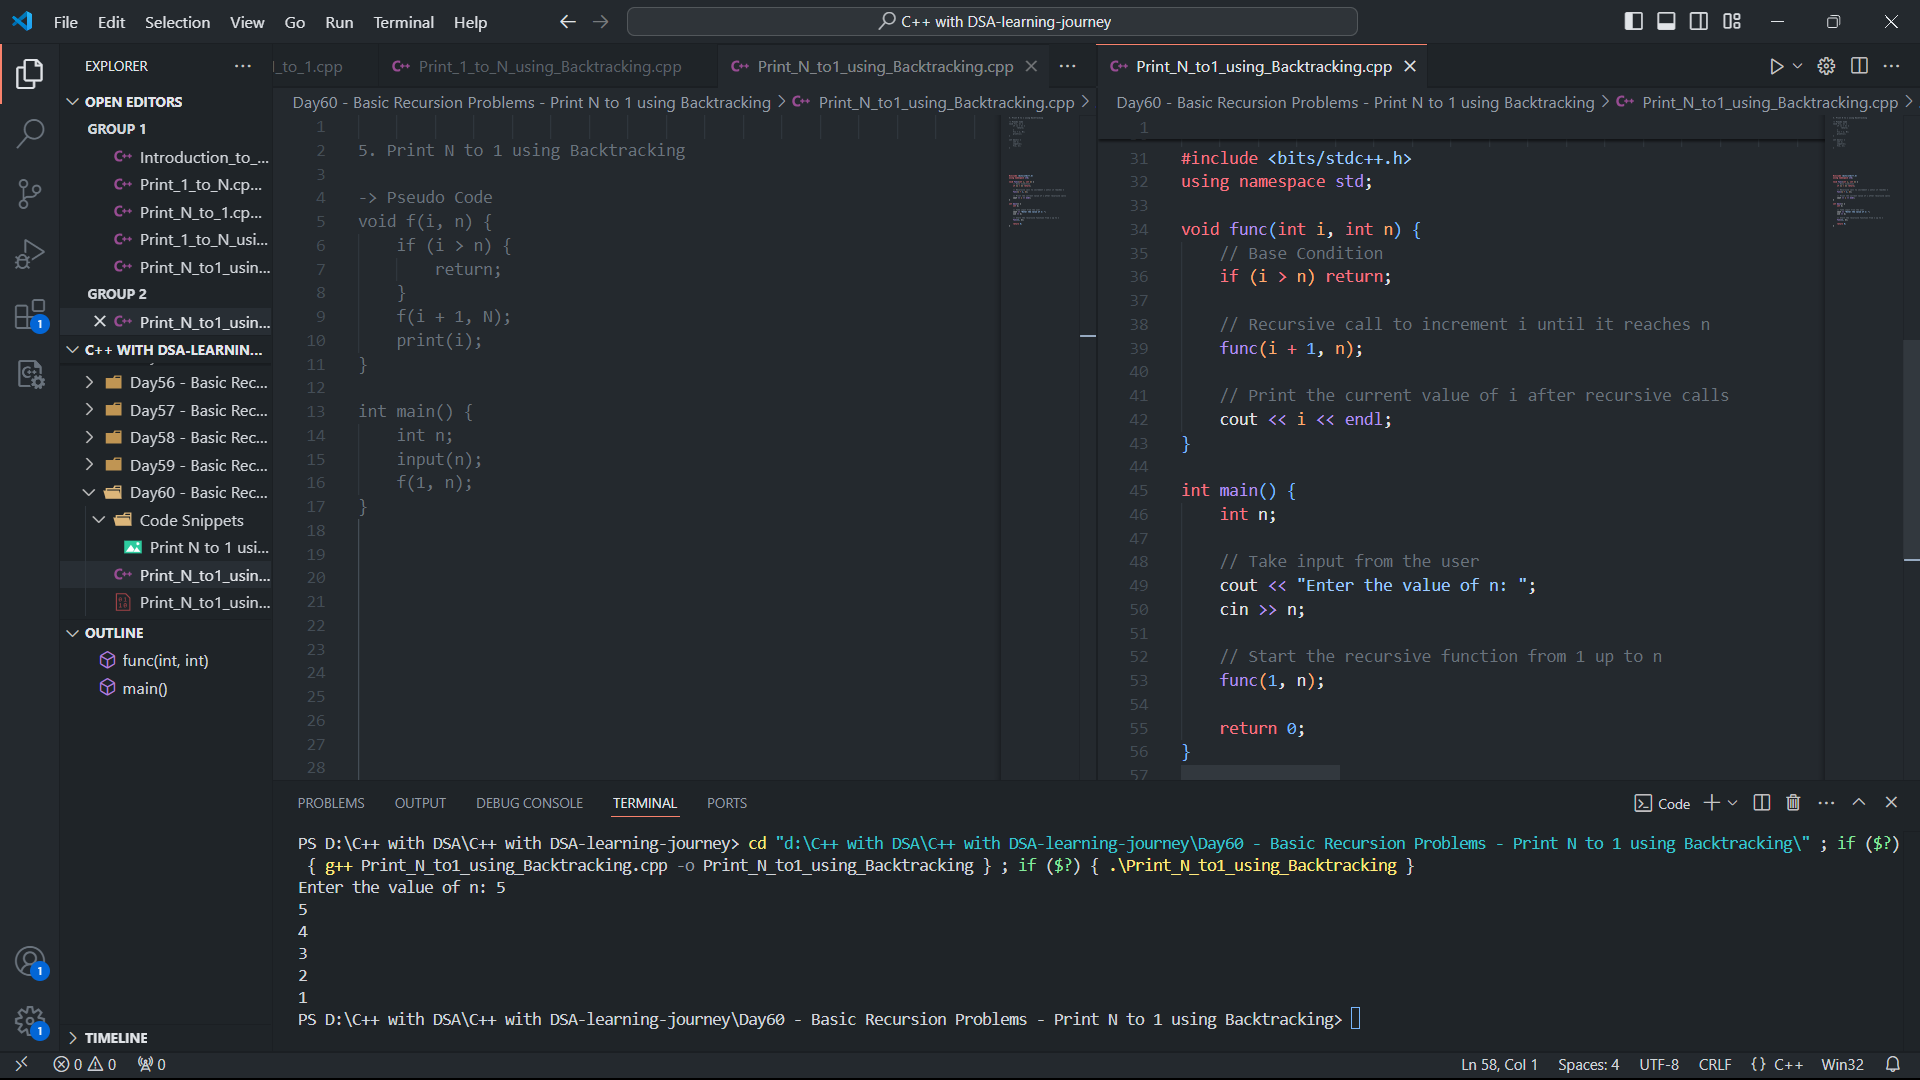 File Edit Selection View Go Run Terminal Help
C++ with DSA-learning-journey
EXPLORER
OPEN EDITORS
GROUP 1
Introduction_to_...
Print_1_to_N.cp...
Print_N_to_1.cp...
Print_1_to_N_usi...
Print_N_to1_usin...
GROUP 2
Print_N_to1_usin...
C++ WITH DSA-LEARNIN...
Day56 - Basic Rec...
Day57 - Basic Rec...
Day58 - Basic Rec...
Day59 - Basic Rec...
Day60 - Basic Rec...
Code Snippets
Print N to 1 usi...
Print_N_to1_usin...
Print_N_to1_usin...
OUTLINE
func(int, int)
main()
TIMELINE
_to_1.cpp Print_1_to_N_using_Backtracking.cpp Print_N_to1_using_Backtracking.cpp
Day60 - Basic Recursion Problems - Print N to 1 using Backtracking > Print_N_to1_using_Backtracking.cpp >
1
2 5. Print N to 1 using Backtracking
3
4 -> Pseudo Code
5 void f(i, n) {
6 if (i > n) {
7 return;
8 }
9 f(i + 1, N);
10 print(i);
11 }
12
13 int main() {
14 int n;
15 input(n);
16 f(1, n);
17 }
18
19
20
21
22
23
24
25
26
27
28
Print_N_to1_using_Backtracking.cpp
Day60 - Basic Recursion Problems - Print N to 1 using Backtracking > Print_N_to1_using_Backtracking.cpp >
1
31 #include <bits/stdc++.h>
32 using namespace std;
33
34 void func(int i, int n) {
35 // Base Condition
36 if (i > n) return;
37
38 // Recursive call to increment i until it reaches n
39 func(i + 1, n);
40
41 // Print the current value of i after recursive calls
42 cout << i << endl;
43 }
44
45 int main() {
46 int n;
47
48 // Take input from the user
49 cout << "Enter the value of n: ";
50 cin >> n;
51
52 // Start the recursive function from 1 up to n
53 func(1, n);
54
55 return 0;
56 }
57
PROBLEMS OUTPUT DEBUG CONSOLE TERMINAL PORTS
Code
PS D:\C++ with DSA\C++ with DSA-learning-journey> cd "d:\C++ with DSA\C++ with DSA-learning-journey\Day60 - Basic Recursion Problems - Print N to 1 using Backtracking\" ; if ($?)
{ g++ Print_N_to1_using_Backtracking.cpp -o Print_N_to1_using_Backtracking } ; if ($?) { .\Print_N_to1_using_Backtracking }
Enter the value of n: 5
5
4
3
2
1
PS D:\C++ with DSA\C++ with DSA-learning-journey\Day60 - Basic Recursion Problems - Print N to 1 using Backtracking>
1
1
1
0 0 0
Ln 58, Col 1 Spaces: 4 UTF-8 CRLF {} C++ Win32